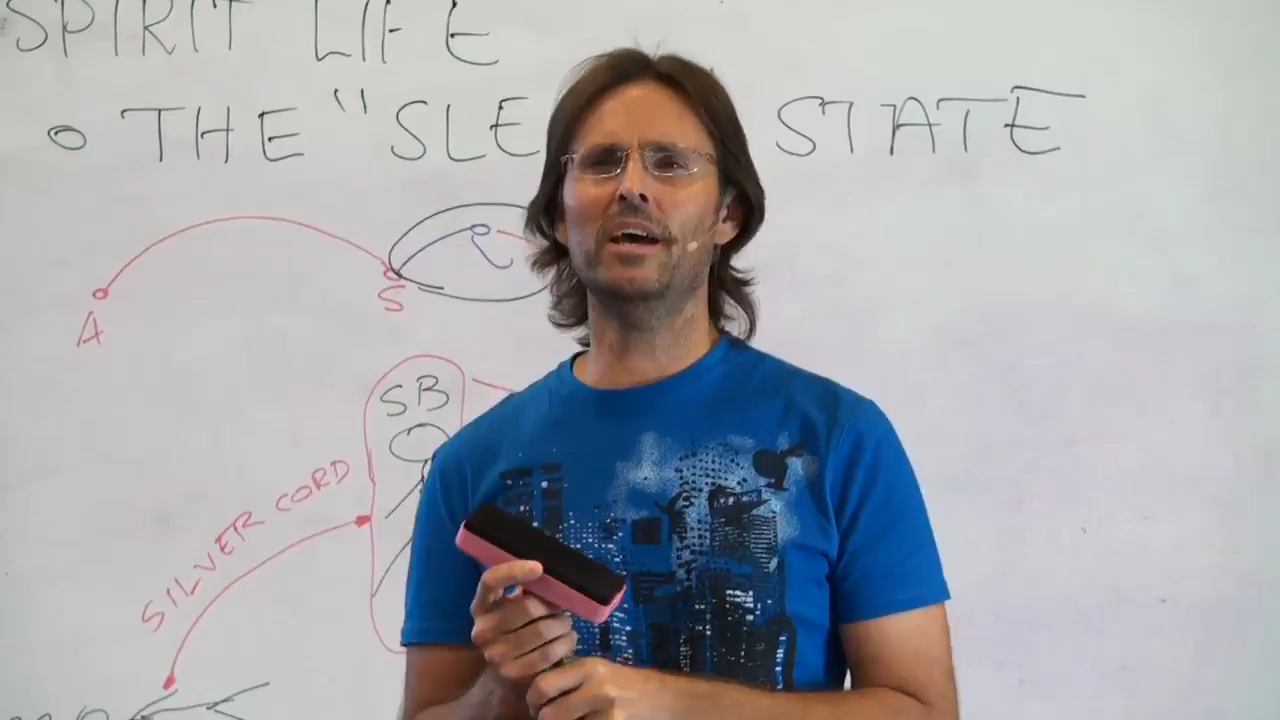 SPIRIT LIFE
o THE "SLE STATE
A
S
SB
SILVER CORD